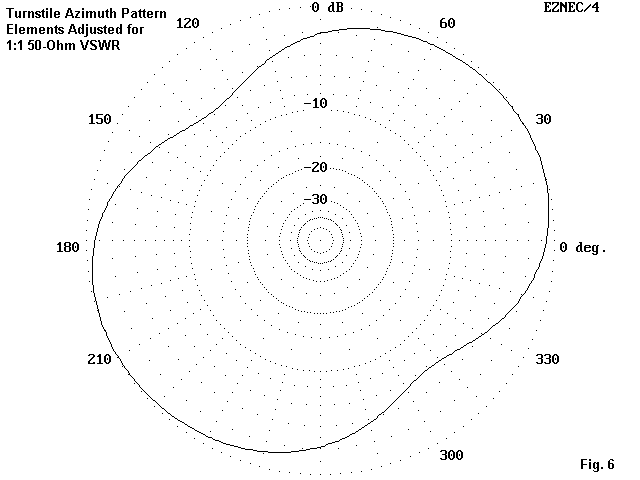 Turnstile Azimuth Pattern
Elements Adjusted for
1:1 50-Ohm VSWR
0 dB
EZNEC/4
120
60
-10
150
30
-20
-30
180
0 deg.
210
330
300
Fig. 6